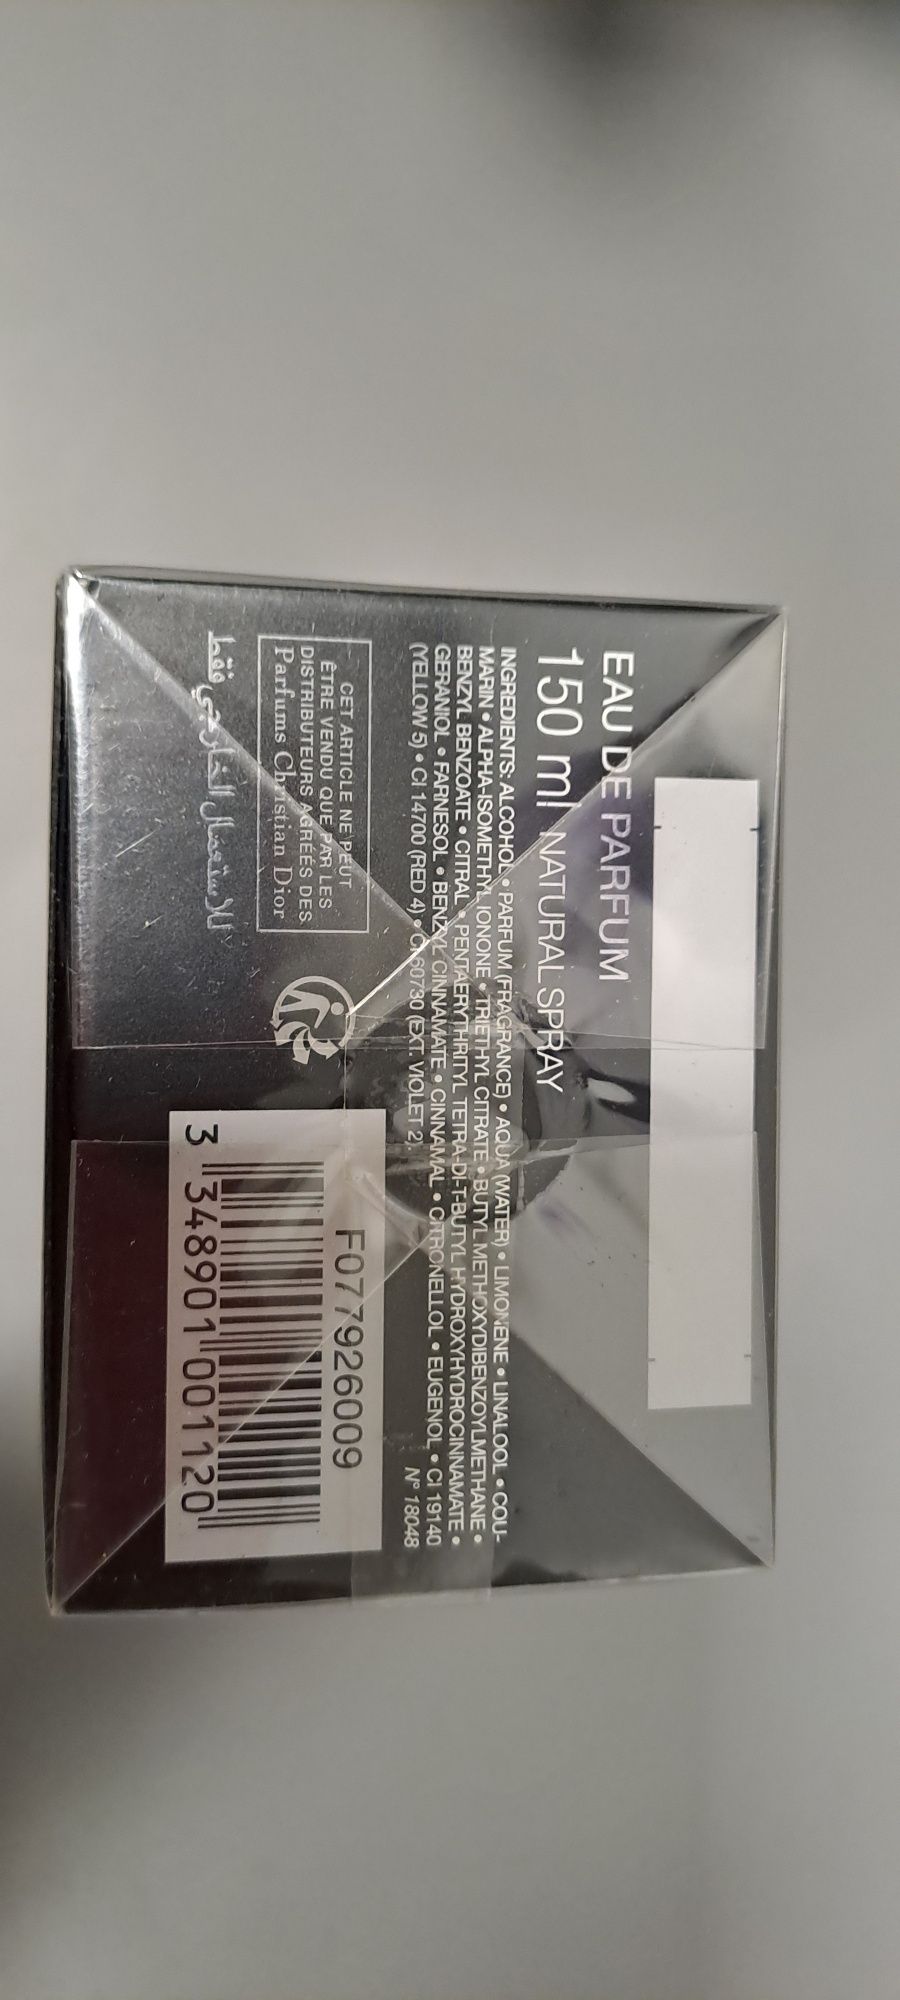 EAU DE PARFUM
150 ml NATURAL SPRAY
INGREDIENTS: ALCOHOL • PARFUM (FRAGRANCE) • AQUA (WATER) • LIMONENE • LINALOOL • COU-
MARIN • ALPHA-ISOMETHYL IONONE • TRIETHYL CITRATE • BUTYL METHOXYDIBENZOYLMETHANE •
BENZYL BENZOATE • CITRAL • PENTAERYTHRITYL TETRA-DI-T-BUTYL HYDROXYHYDROCINNAMATE •
GERANIOL • FARNESOL • BENZYL CINNAMATE • CINNAMAL • CITRONELLOL • EUGENOL • CI 19140
(YELLOW 5) • CI 14700 (RED 4) • CI 60730 (EXT. VIOLET 2).
N° 18048
CET ARTICLE NE PEUT
ÊTRE VENDU QUE PAR LES
DISTRIBUTEURS AGRÉÉS DES
Parfums Christian Dior
للاستعمال الخارجي فقط
F077926009
3 348901 001120